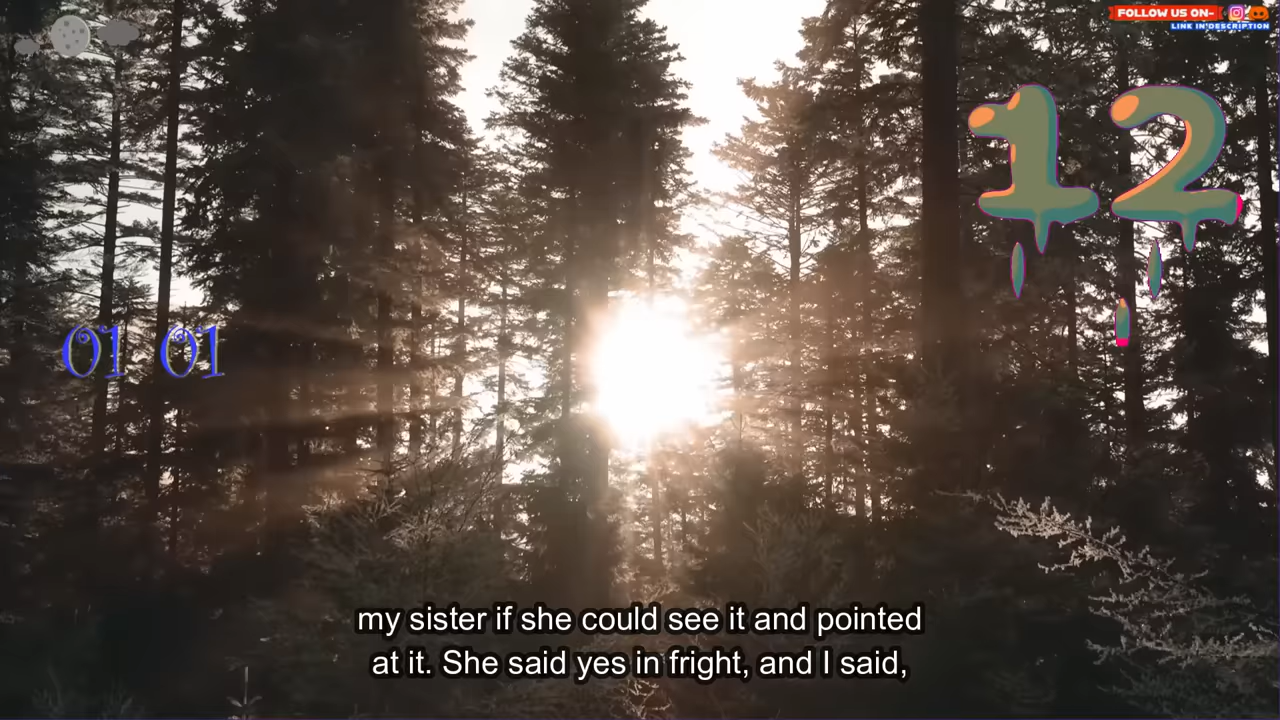 FOLLOW US ON-
LINK IN DESCRIPTION
12
01 01
my sister if she could see it and pointed
at it. She said yes in fright, and I said,